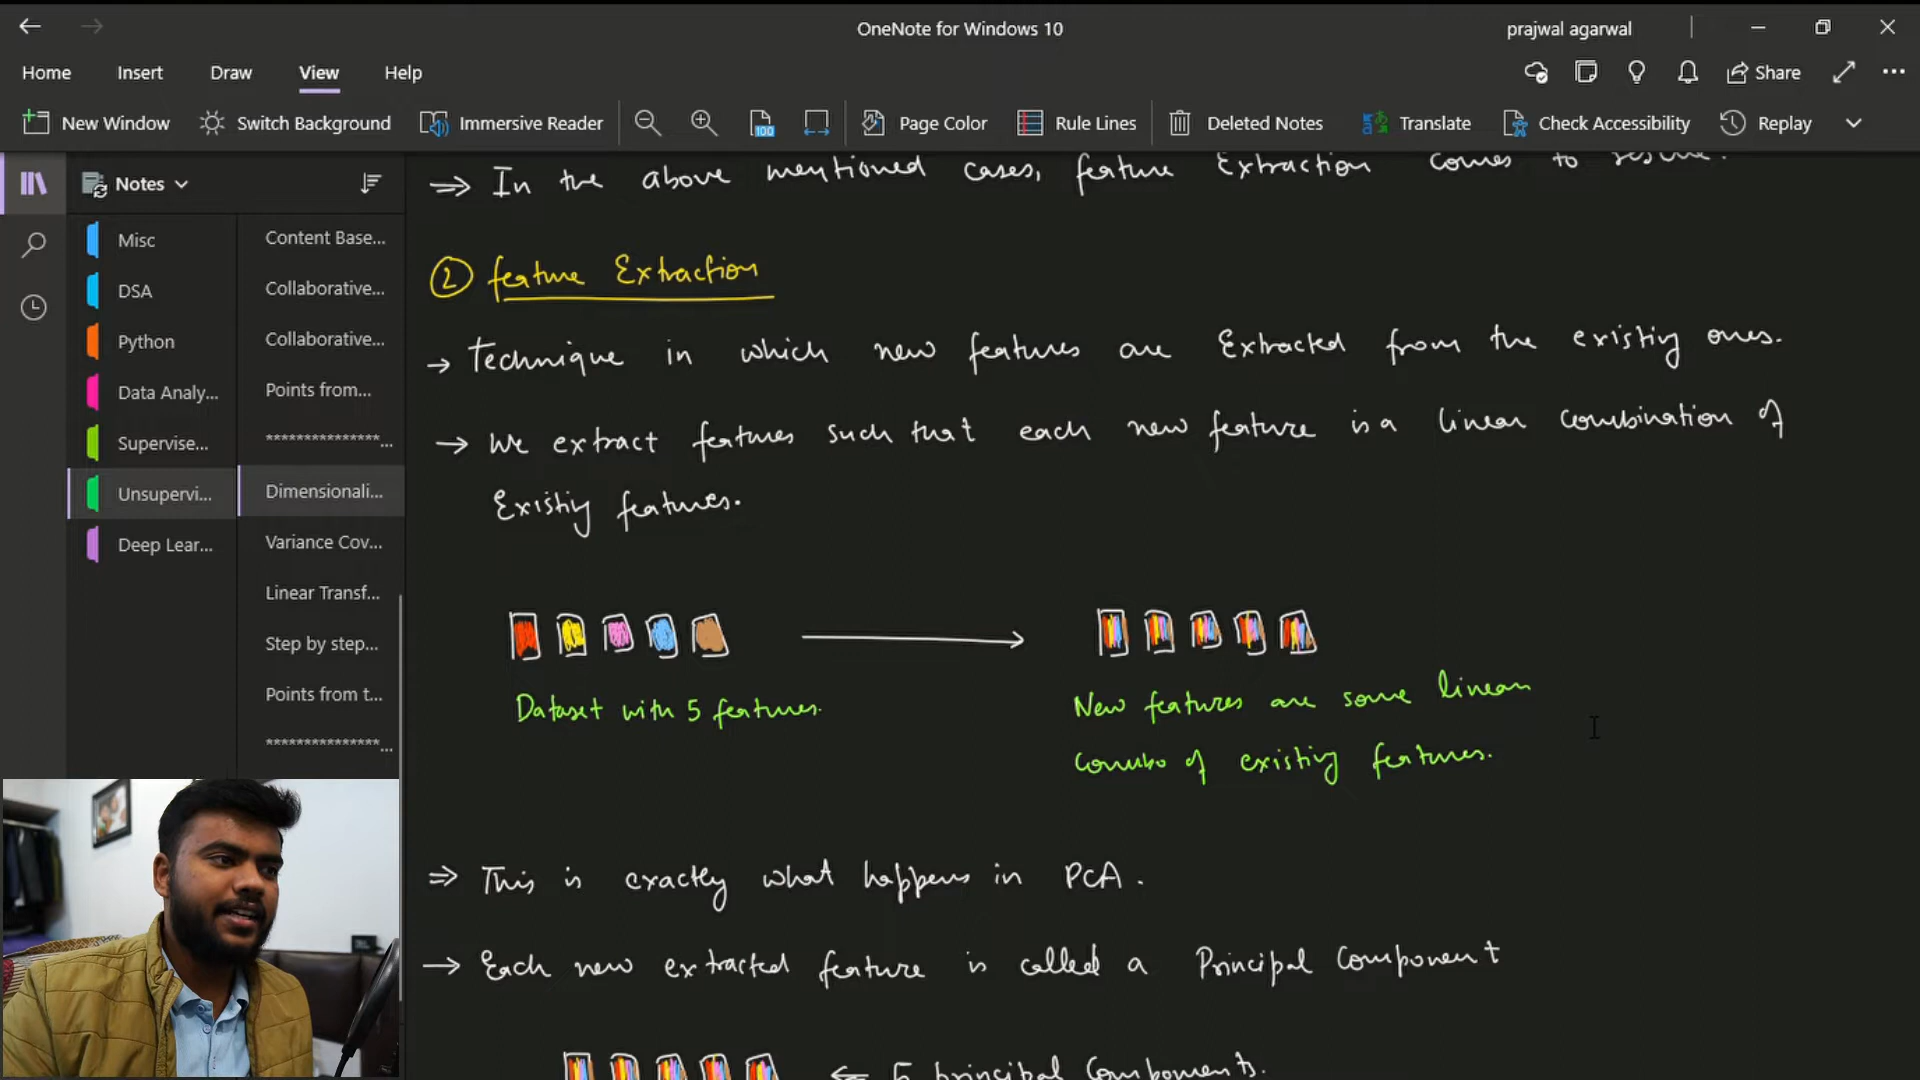 OneNote for Windows 10
prajwal agarwal
Home Insert Draw View Help
Share
New Window Switch Background Immersive Reader 100 Page Color Rule Lines Deleted Notes Translate Check Accessibility Replay
Notes
Misc
DSA
Python
Data Analy...
Supervise...
Unsupervi...
Deep Lear...
Content Base...
Collaborative...
Collaborative...
Points from...
***************...
Dimensionali...
Variance Cov...
Linear Transf...
Step by step...
Points from t...
***************...
⇒ In the above mentioned cases, feature Extraction comes to rescue.
② feature Extraction
→ Technique in which new features are Extracted from the existing ones.
→ We extract features such that each new feature is a linear combination of
Existing features.
Dataset with 5 features.
New features are some linear
combo of existing features.
⇒ This is exactly what happens in PCA.
→ Each new extracted feature is called a Principal Component
← 5 principal Components.